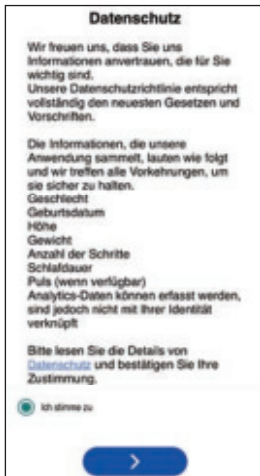 Datenschutz
Wir freuen uns, dass Sie uns
Informationen anvertrauen, die für Sie
wichtig sind.
Unsere Datenschutzrichtlinie entspricht
vollständig den neuesten Gesetzen und
Vorschriften.
Die Informationen, die unsere
Anwendung sammelt, lauten wie folgt
und wir treffen alle Vorkehrungen, um
sie sicher zu halten.
Geschlecht
Geburtsdatum
Höhe
Gewicht
Anzahl der Schritte
Schlafdauer
Puls (wenn verfügbar)
Analytics-Daten können erfasst werden,
sind jedoch nicht mit Ihrer Identität
verknüpft
Bitte lesen Sie die Details von
Datenschutz und bestätigen Sie Ihre
Zustimmung.
Ich stimme zu